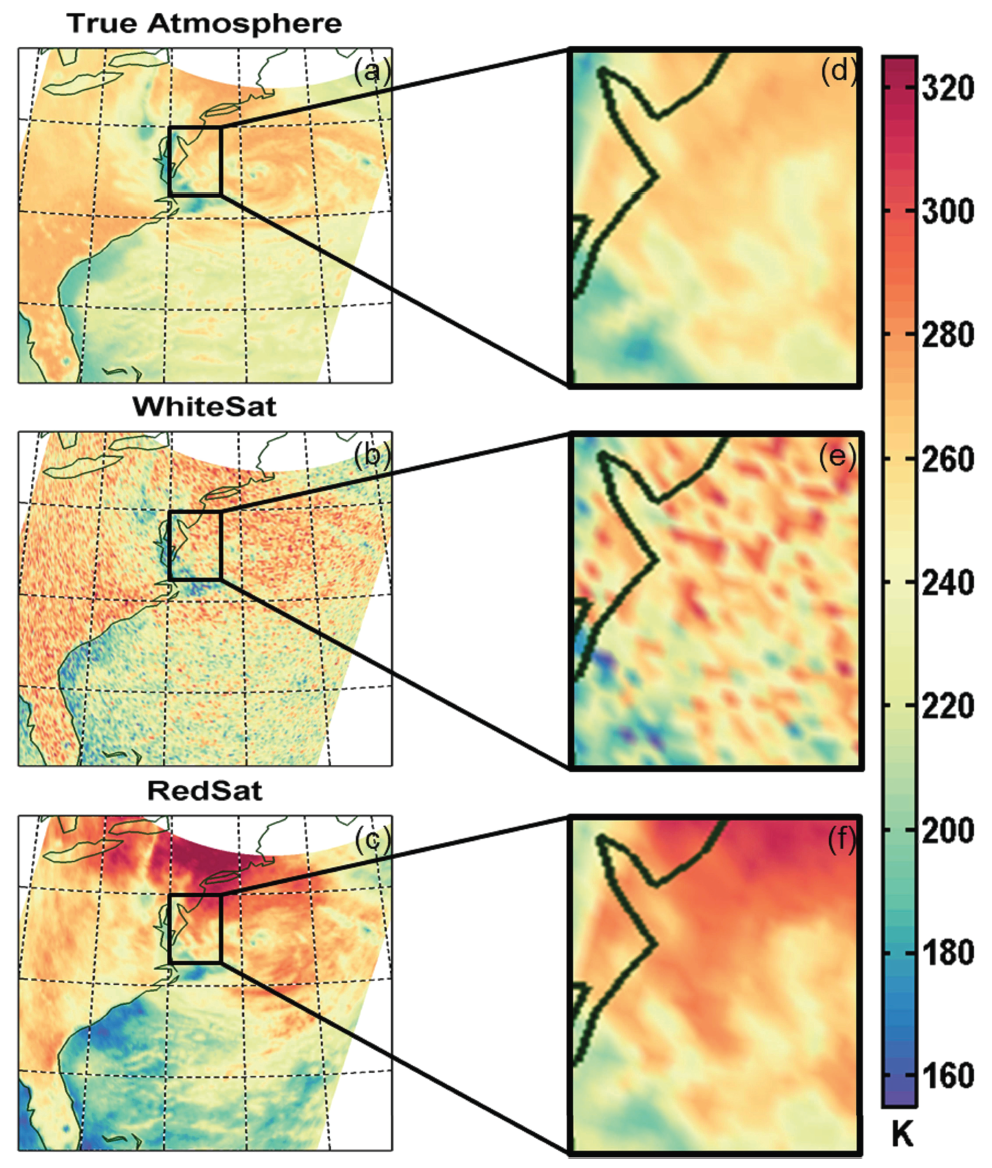 True Atmosphere
(a)
(d)
WhiteSat
(b)
(e)
RedSat
(c)
(f)
320
300
280
260
240
220
200
180
160
K